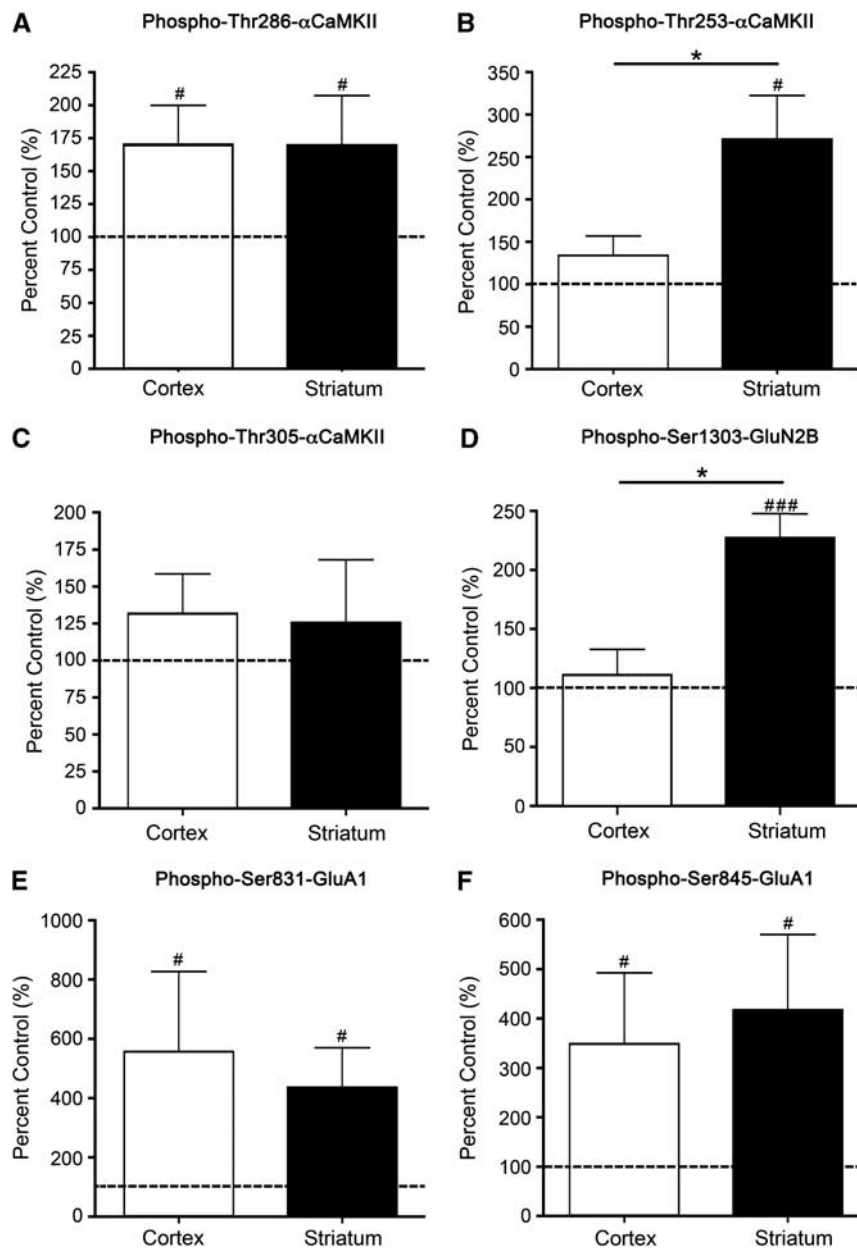 A
Phospho-Thr286-αCaMKII
Percent Control (%)
225
200
175
150
125
100
75
50
25
0
#
#
Cortex
Striatum
B
Phospho-Thr253-αCaMKII
Percent Control (%)
350
300
250
200
150
100
50
0
*
#
Cortex
Striatum
C
Phospho-Thr305-αCaMKII
Percent Control (%)
200
175
150
125
100
75
50
25
0
Cortex
Striatum
D
Phospho-Ser1303-GluN2B
Percent Control (%)
250
200
150
100
50
0
*
###
Cortex
Striatum
E
Phospho-Ser831-GluA1
Percent Control (%)
1000
800
600
400
200
0
#
#
Cortex
Striatum
F
Phospho-Ser845-GluA1
Percent Control (%)
600
500
400
300
200
100
0
#
#
Cortex
Striatum